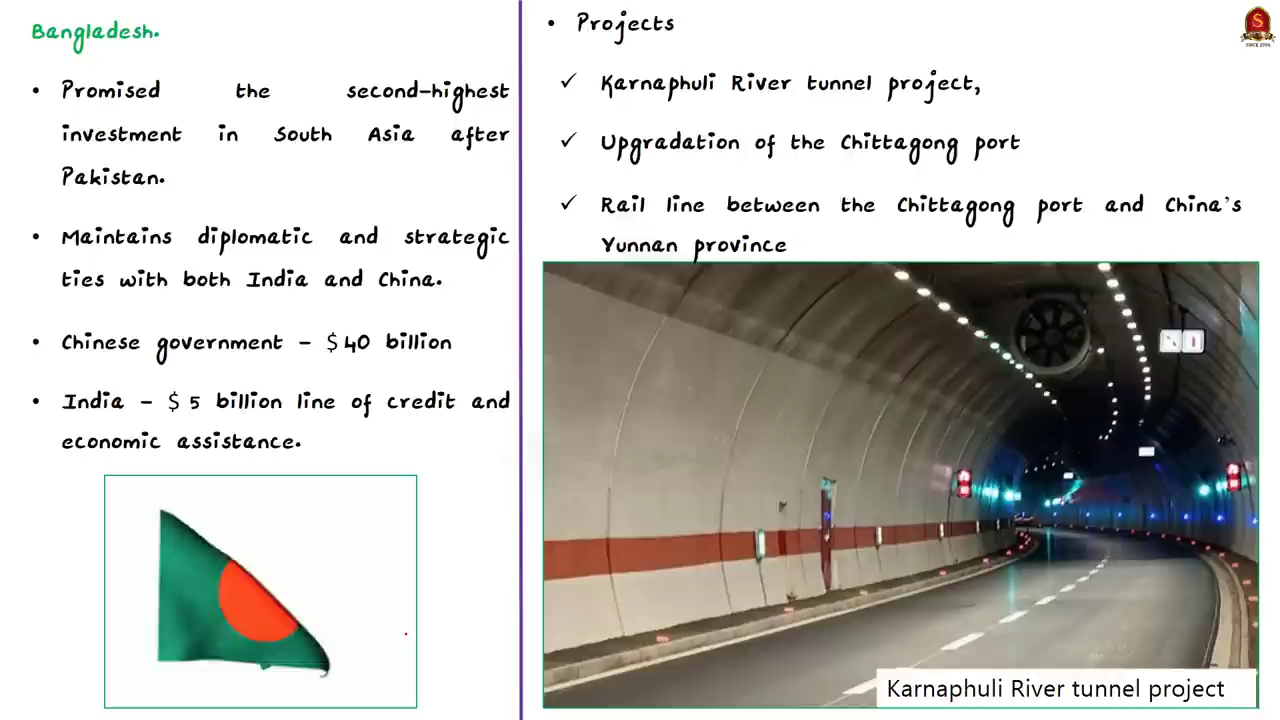 Bangladesh.
• Promised the second-highest
investment in South Asia after
Pakistan.
• Maintains diplomatic and strategic
ties with both India and China.
• Chinese government - $40 billion
• India - $ 5 billion line of credit and
economic assistance.
• Projects
✓ Karnaphuli River tunnel project,
✓ Upgradation of the Chittagong port
✓ Rail line between the Chittagong port and China's
Yunnan province
Karnaphuli River tunnel project
S
SINCE 2004